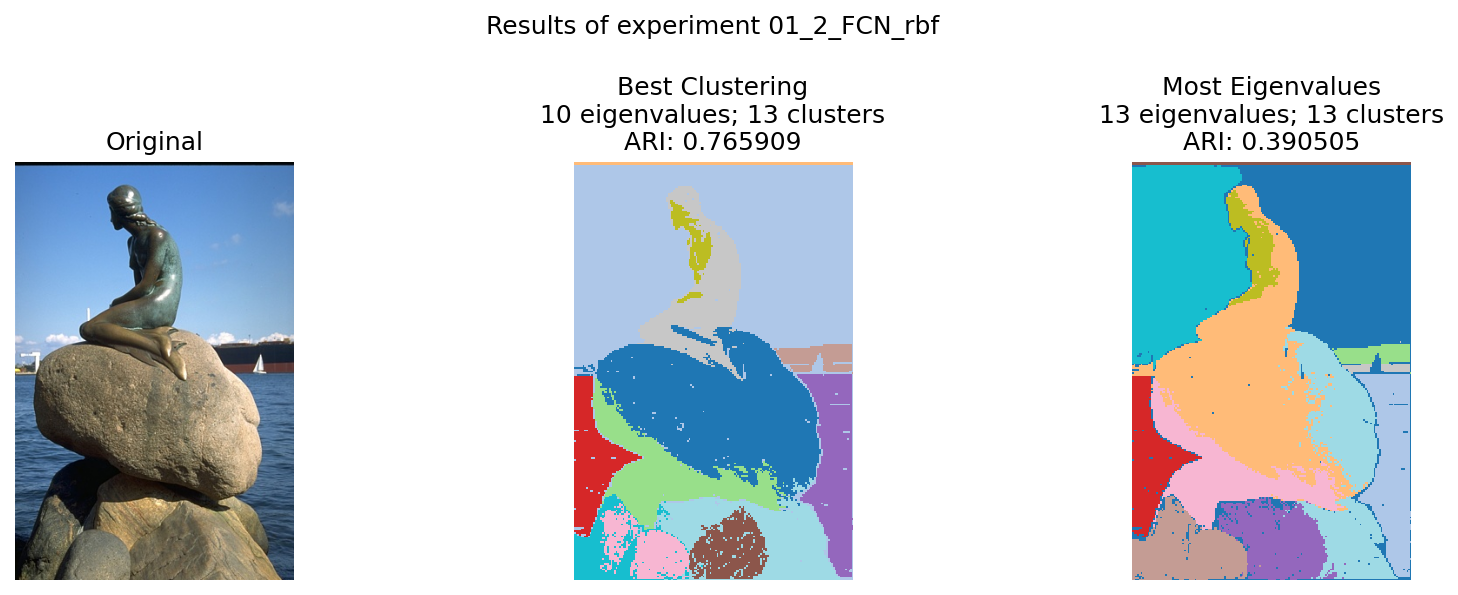 Results of experiment 01_2_FCN_rbf
Original
Best Clustering
10 eigenvalues; 13 clusters
ARI: 0.765909
Most Eigenvalues
13 eigenvalues; 13 clusters
ARI: 0.390505